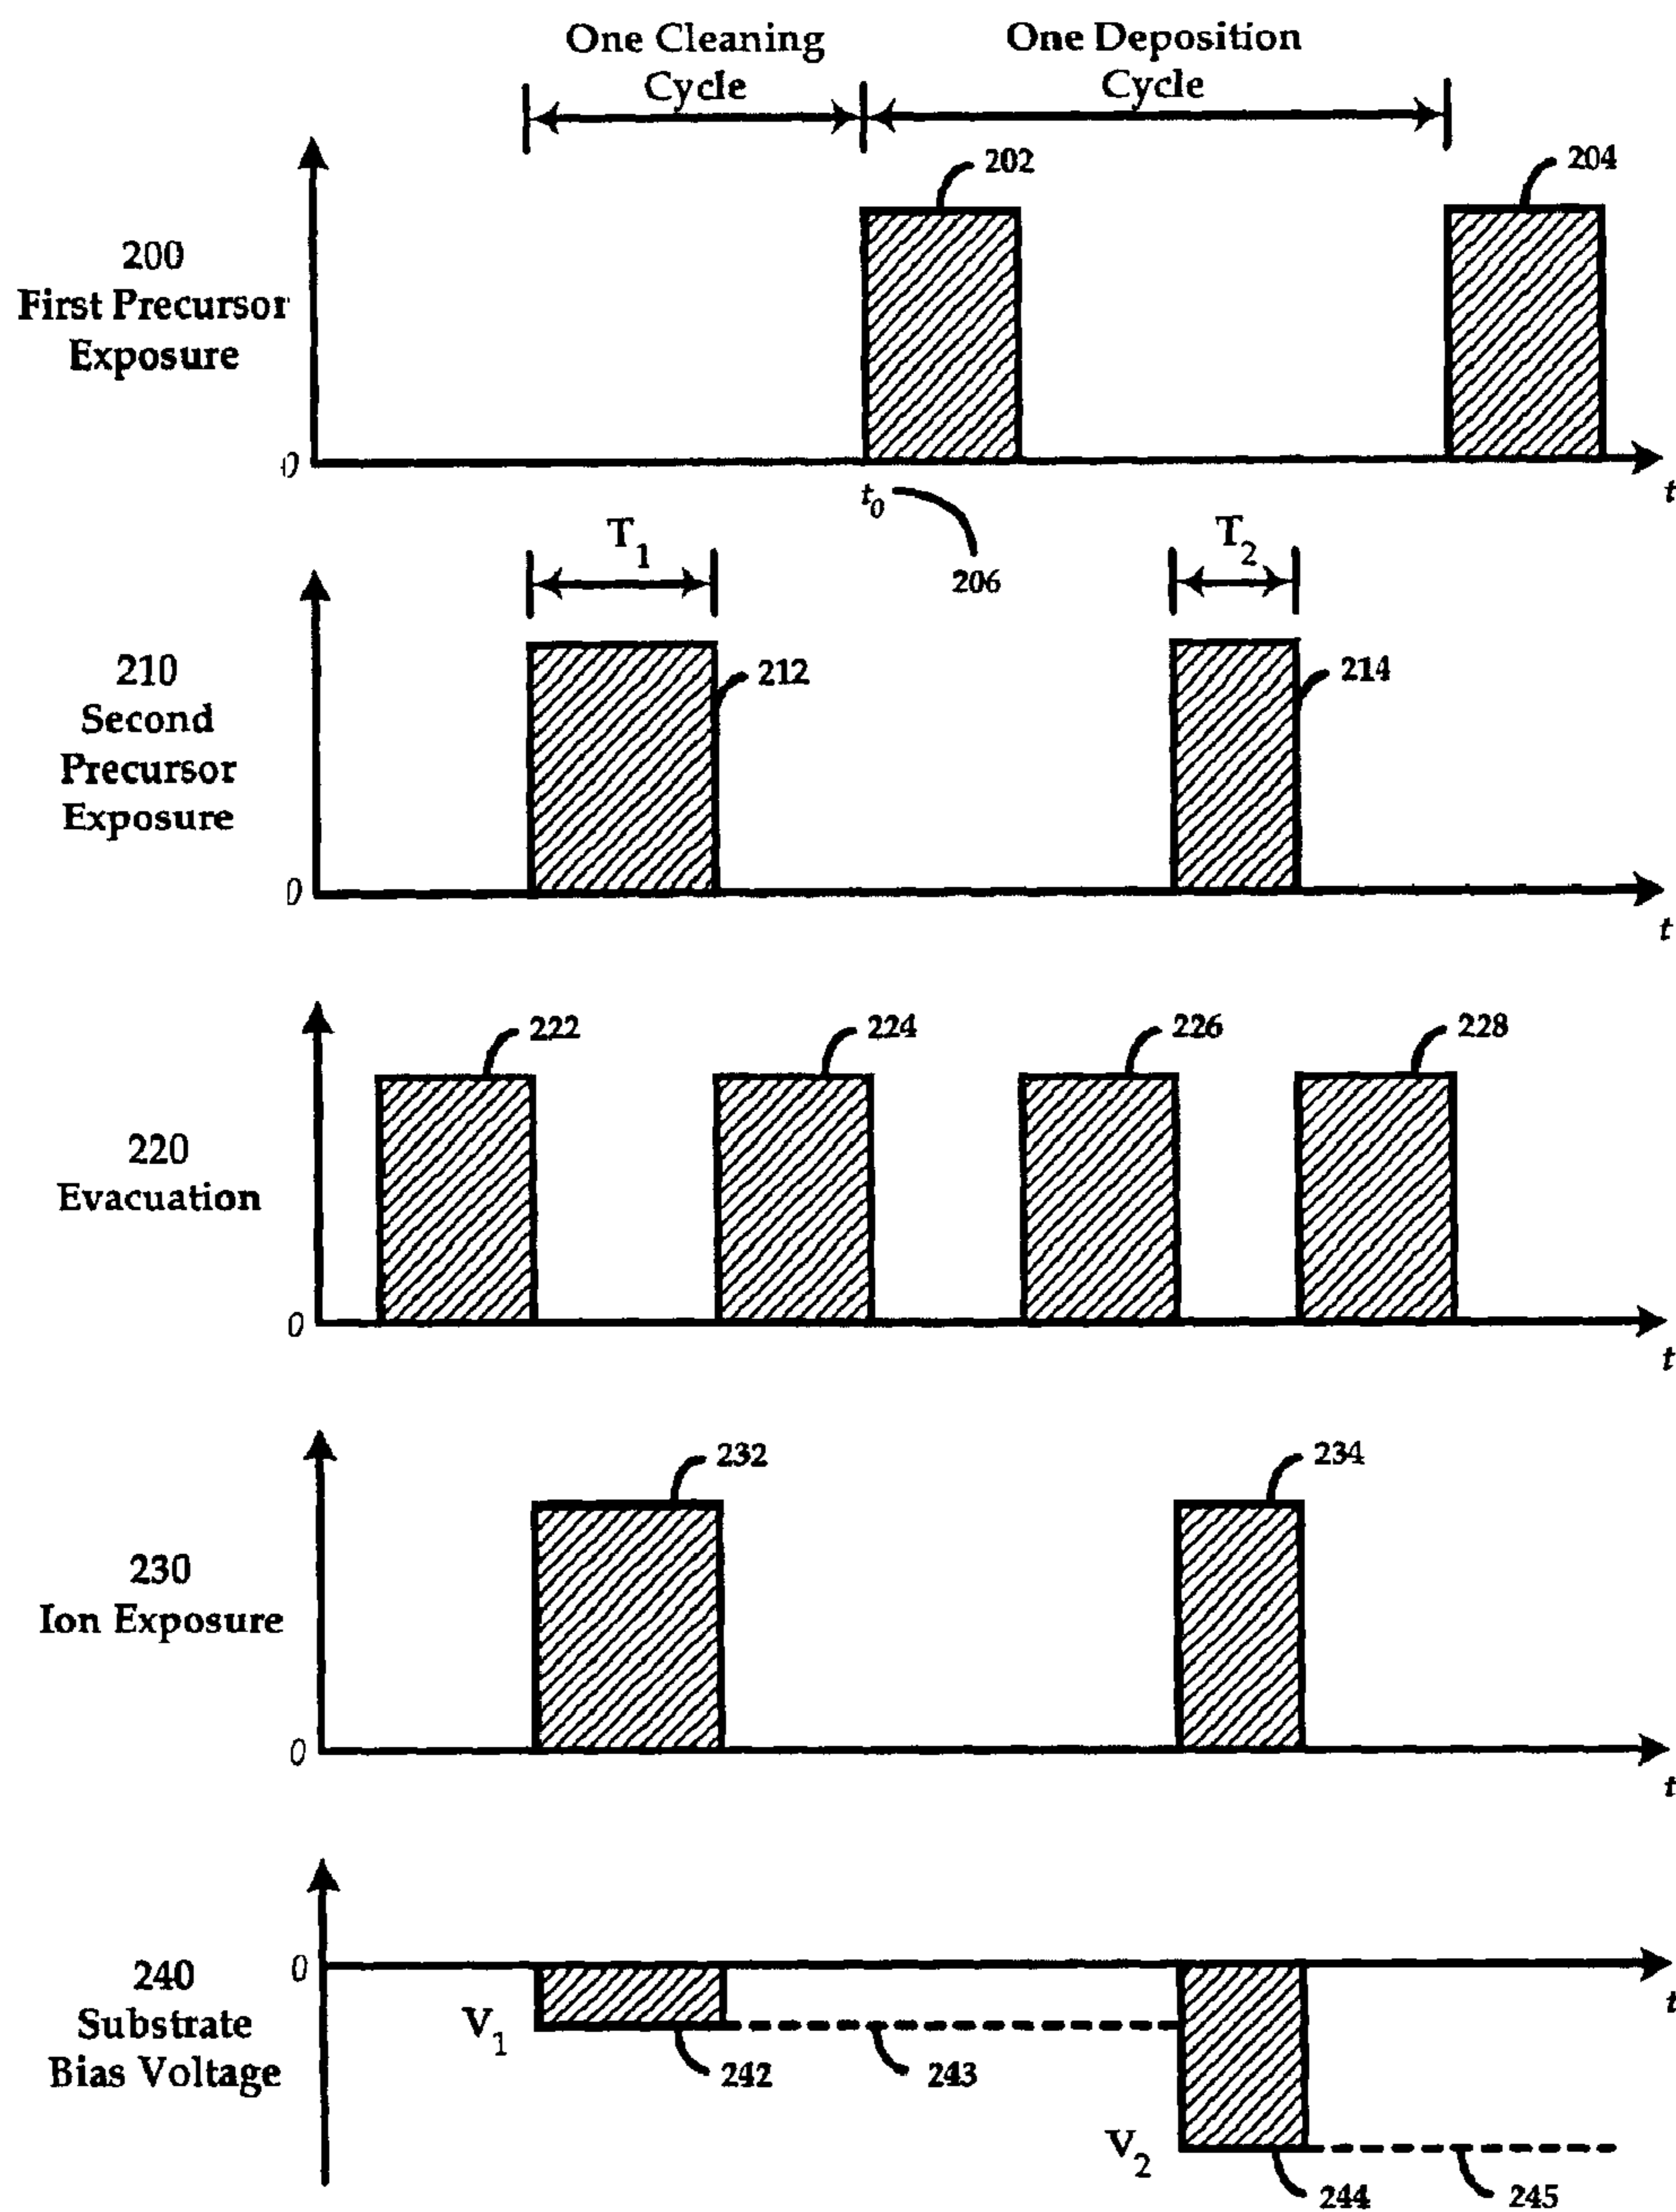 One Cleaning
Cycle
One Deposition
Cycle
202
204
200
First Precursor
Exposure
0
t
t0
206
T1
T2
210
Second
Precursor
Exposure
212
214
0
t
222
224
226
228
220
Evacuation
0
t
232
234
230
Ion Exposure
0
t
240
Substrate
Bias Voltage
0
t
V1
242
243
V2
244
245